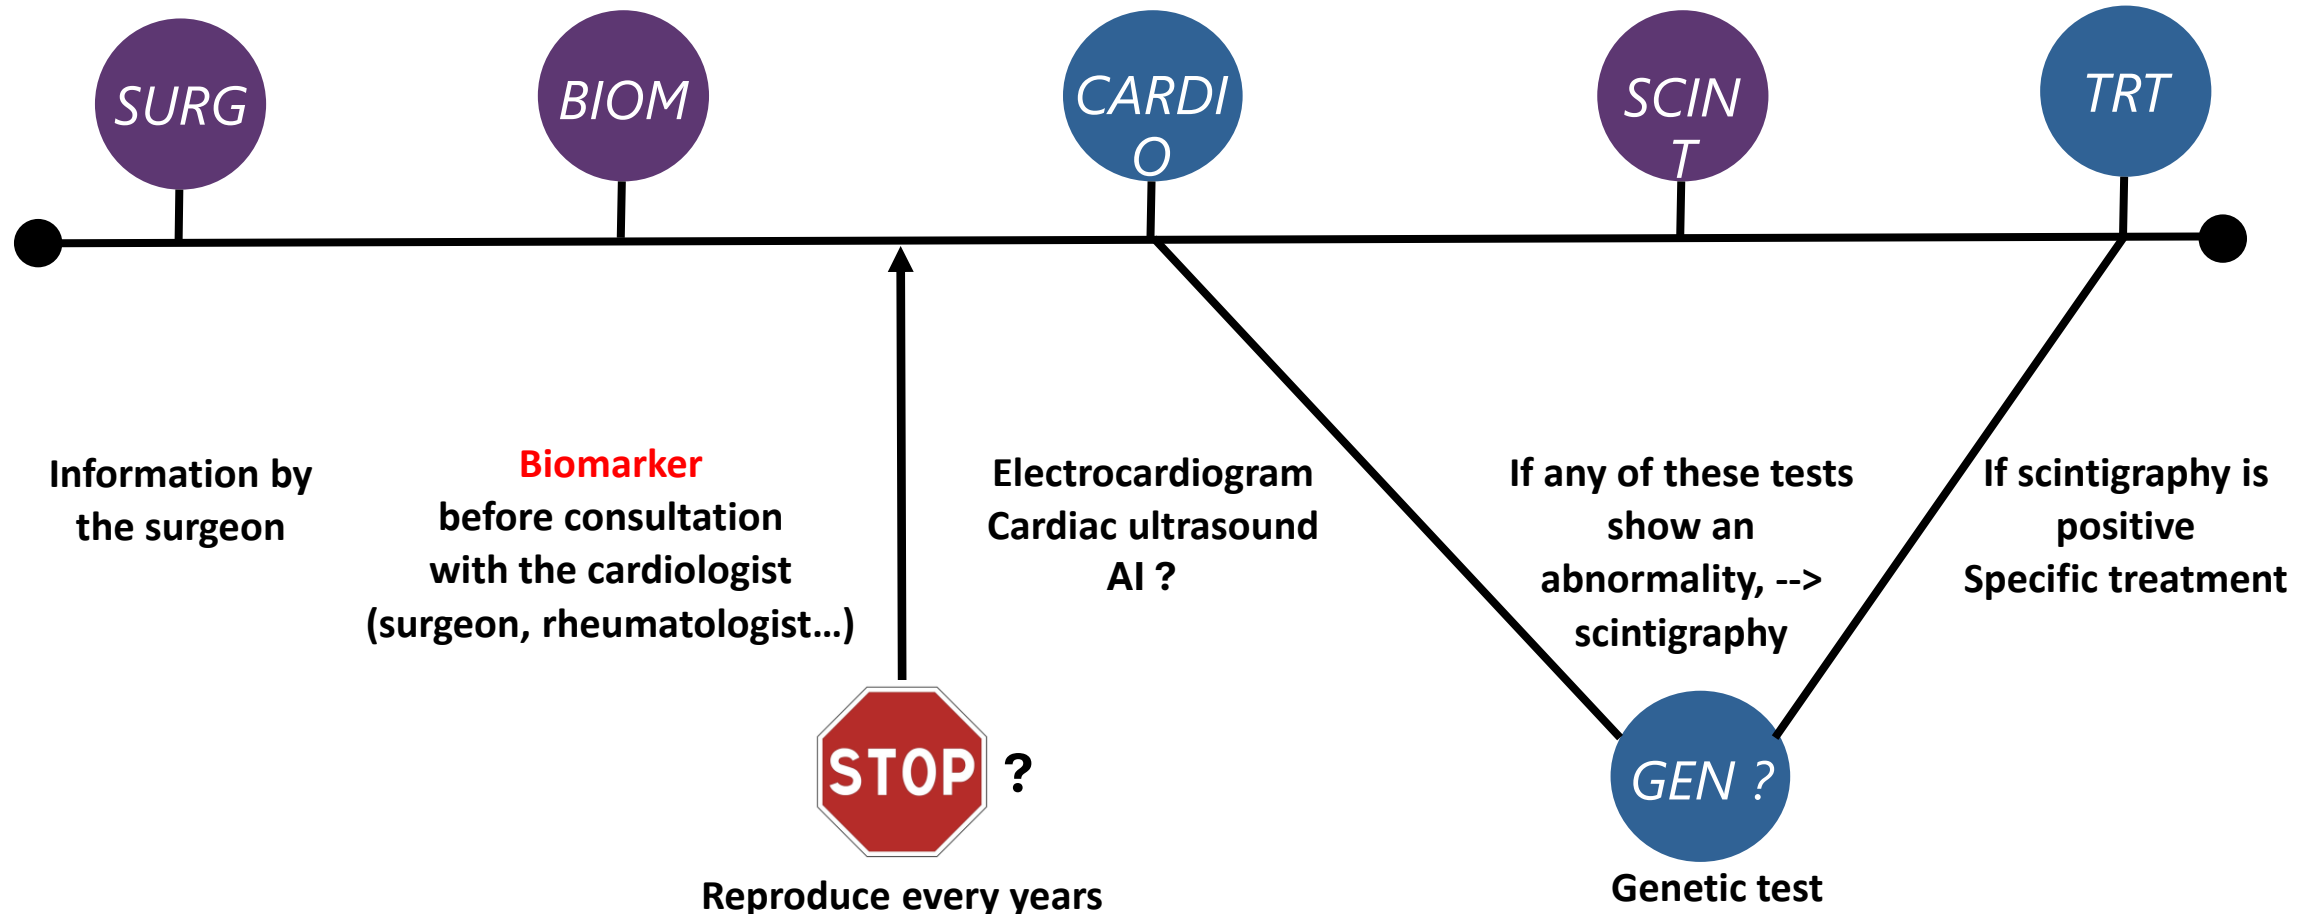 SURG
BIOM
CARDI
O
SCIN
T
TRT
Information by
the surgeon
Biomarker
before consultation
with the cardiologist
(surgeon, rheumatologist...)
Electrocardiogram
Cardiac ultrasound
AI ?
If any of these tests
show an
abnormality, -->
scintigraphy
If scintigraphy is
positive
Specific treatment
STOP ?
Reproduce every years
GEN ?
Genetic test